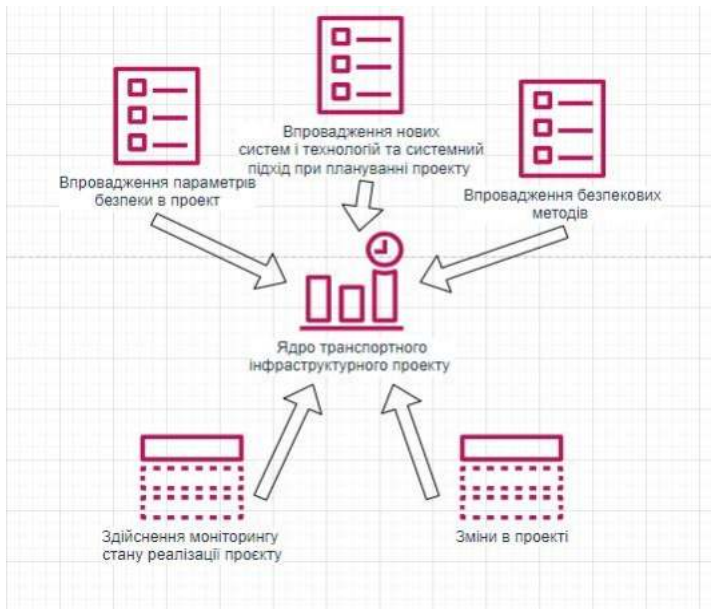 Впровадження нових
систем і технологій та системний
підхід при плануванні проекту
Впровадження параметрів
безпеки в проект
Впровадження безпекових
методів
Ядро транспортного
інфраструктурного проекту
Здійснення моніторингу
стану реалізації проєкту
Зміни в проекті